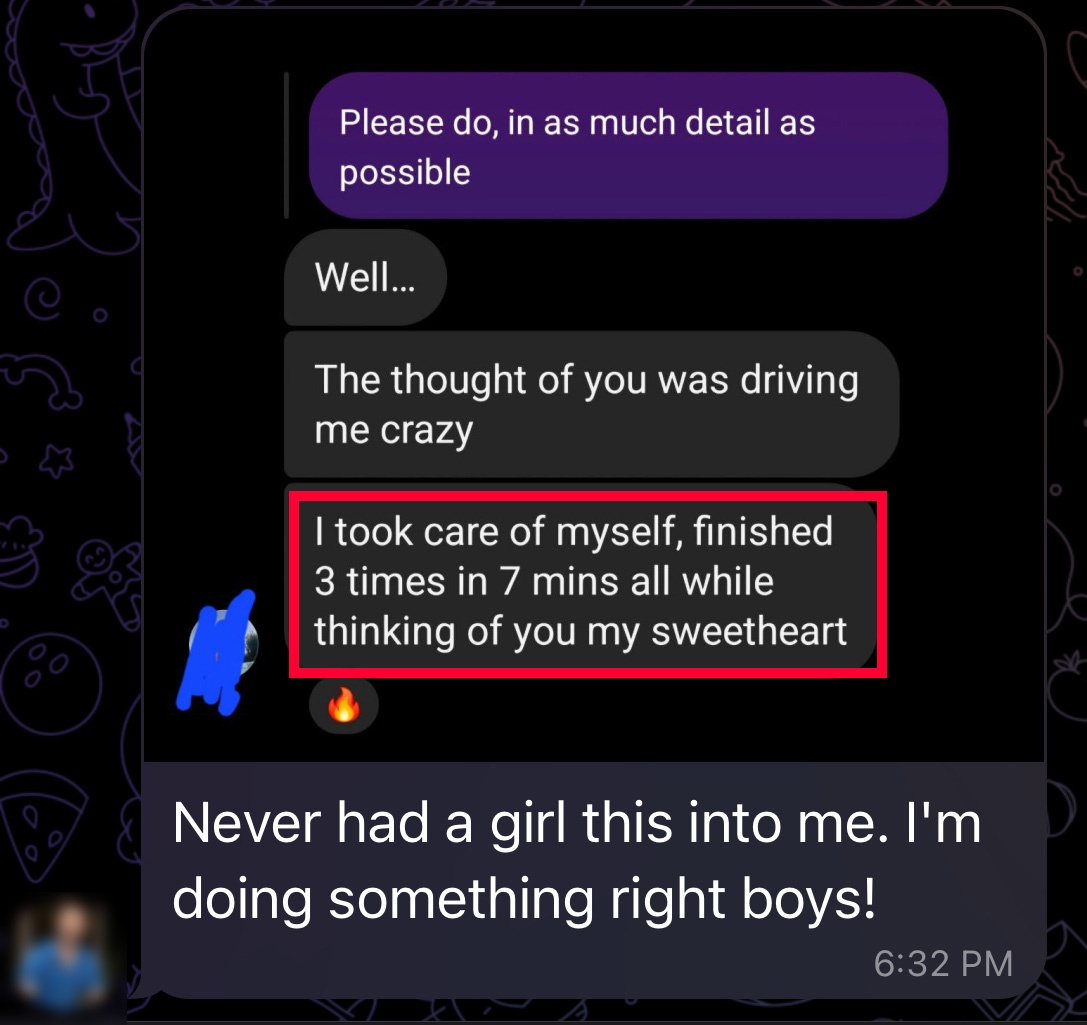 Please do, in as much detail as
possible
Well...
The thought of you was driving
me crazy
I took care of myself, finished
3 times in 7 mins all while
thinking of you my sweetheart
🔥
Never had a girl this into me. I'm
doing something right boys!
6:32 PM